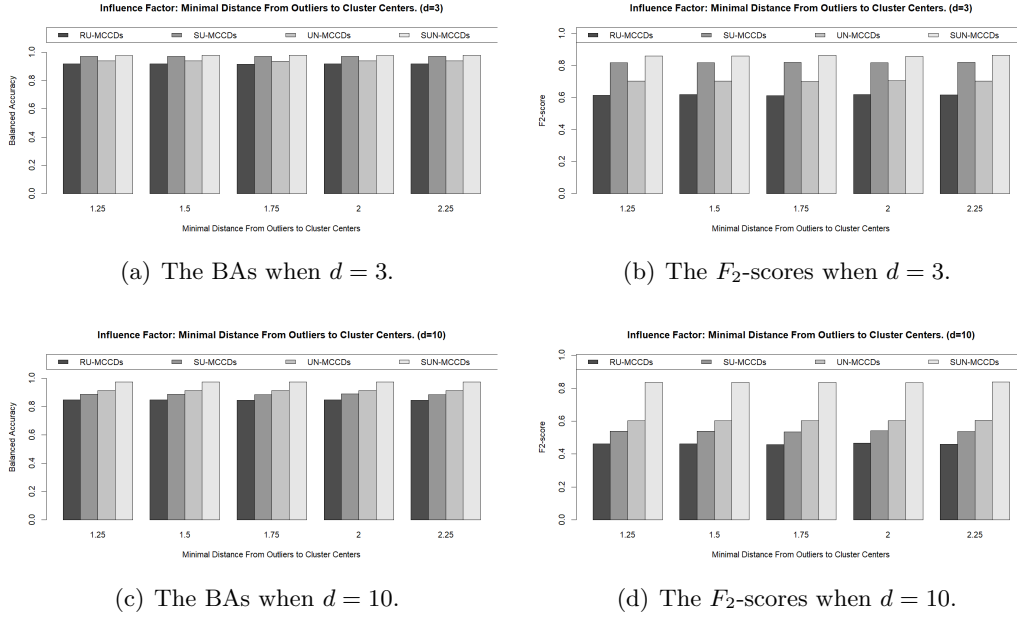 Influence Factor: Minimal Distance From Outliers to Cluster Centers. (d=3)
RU-MCCDs SU-MCCDs UN-MCCDs SUN-MCCDs
Balanced Accuracy
0.0 0.2 0.4 0.6 0.8 1.0
1.25 1.5 1.75 2 2.25
Minimal Distance From Outliers to Cluster Centers
(a) The BAs when d = 3.
Influence Factor: Minimal Distance From Outliers to Cluster Centers. (d=3)
RU-MCCDs SU-MCCDs UN-MCCDs SUN-MCCDs
F2-score
0.0 0.2 0.4 0.6 0.8 1.0
1.25 1.5 1.75 2 2.25
Minimal Distance From Outliers to Cluster Centers
(b) The F₂-scores when d = 3.
Influence Factor: Minimal Distance From Outliers to Cluster Centers. (d=10)
RU-MCCDs SU-MCCDs UN-MCCDs SUN-MCCDs
Balanced Accuracy
0.0 0.2 0.4 0.6 0.8 1.0
1.25 1.5 1.75 2 2.25
Minimal Distance From Outliers to Cluster Centers
(c) The BAs when d = 10.
Influence Factor: Minimal Distance From Outliers to Cluster Centers. (d=10)
RU-MCCDs SU-MCCDs UN-MCCDs SUN-MCCDs
F2-score
0.0 0.2 0.4 0.6 0.8 1.0
1.25 1.5 1.75 2 2.25
Minimal Distance From Outliers to Cluster Centers
(d) The F₂-scores when d = 10.